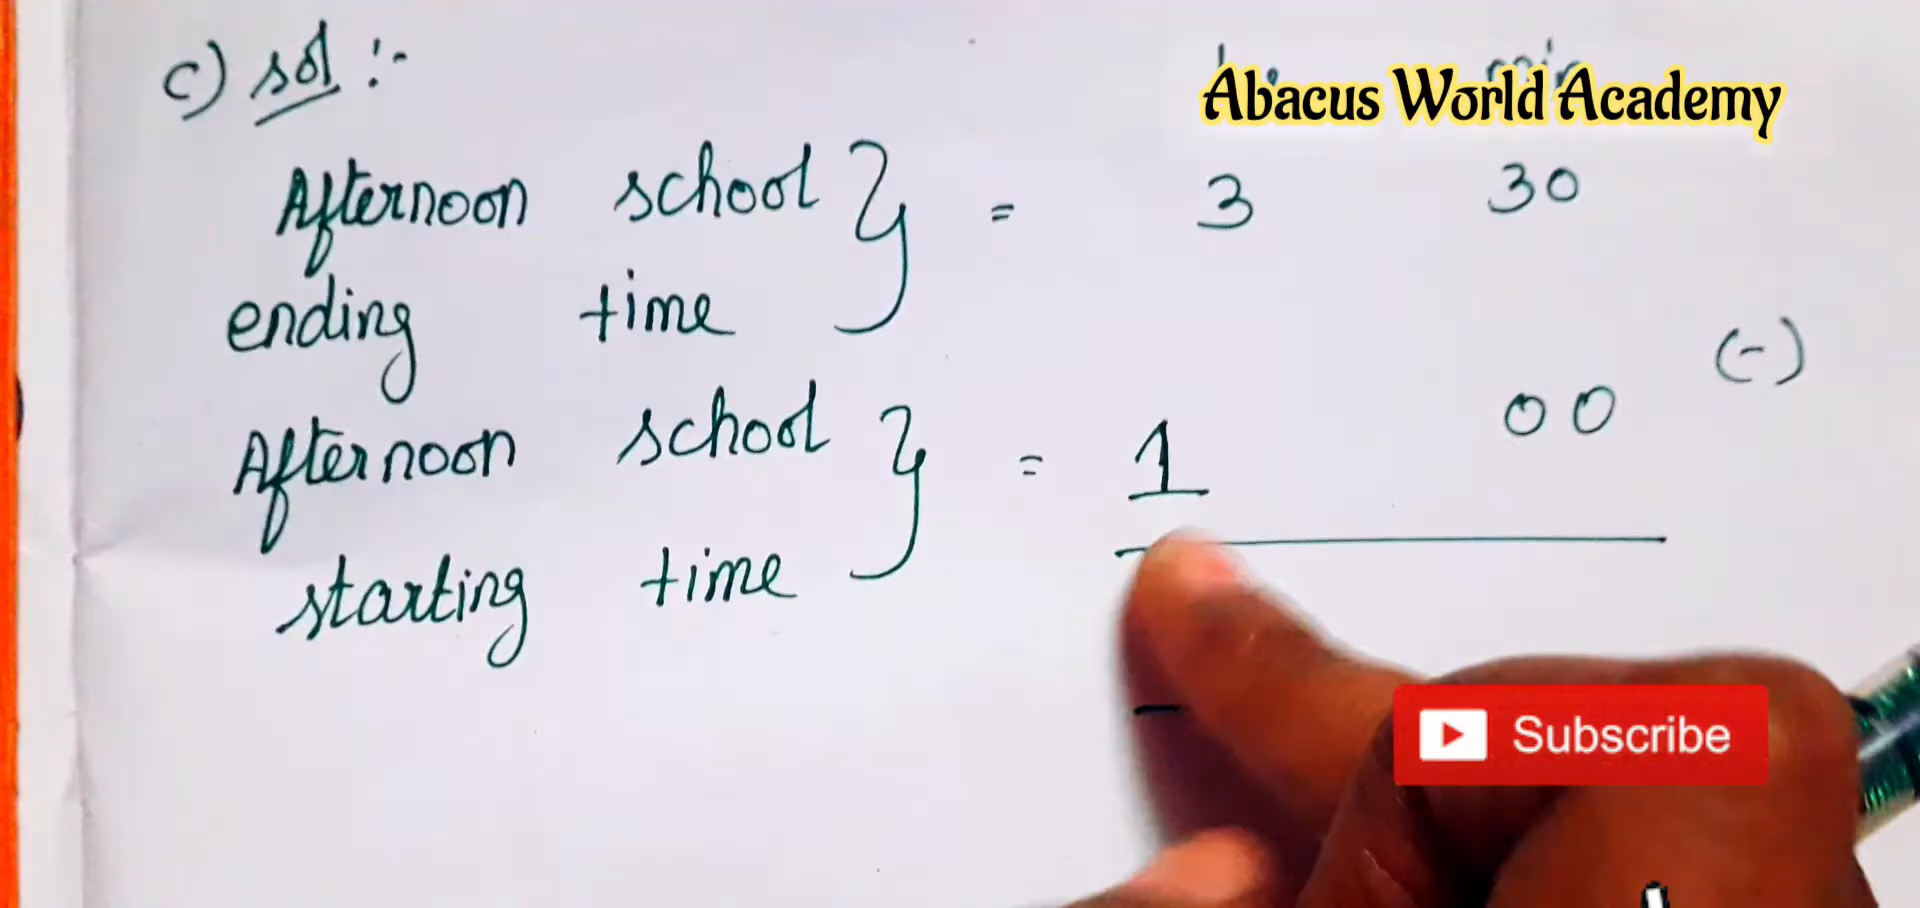 c) sol :-
Abacus World Academy
Afternoon school } = 3 30
ending time
(-)
Afternoon school } = 1 00
starting time
Subscribe